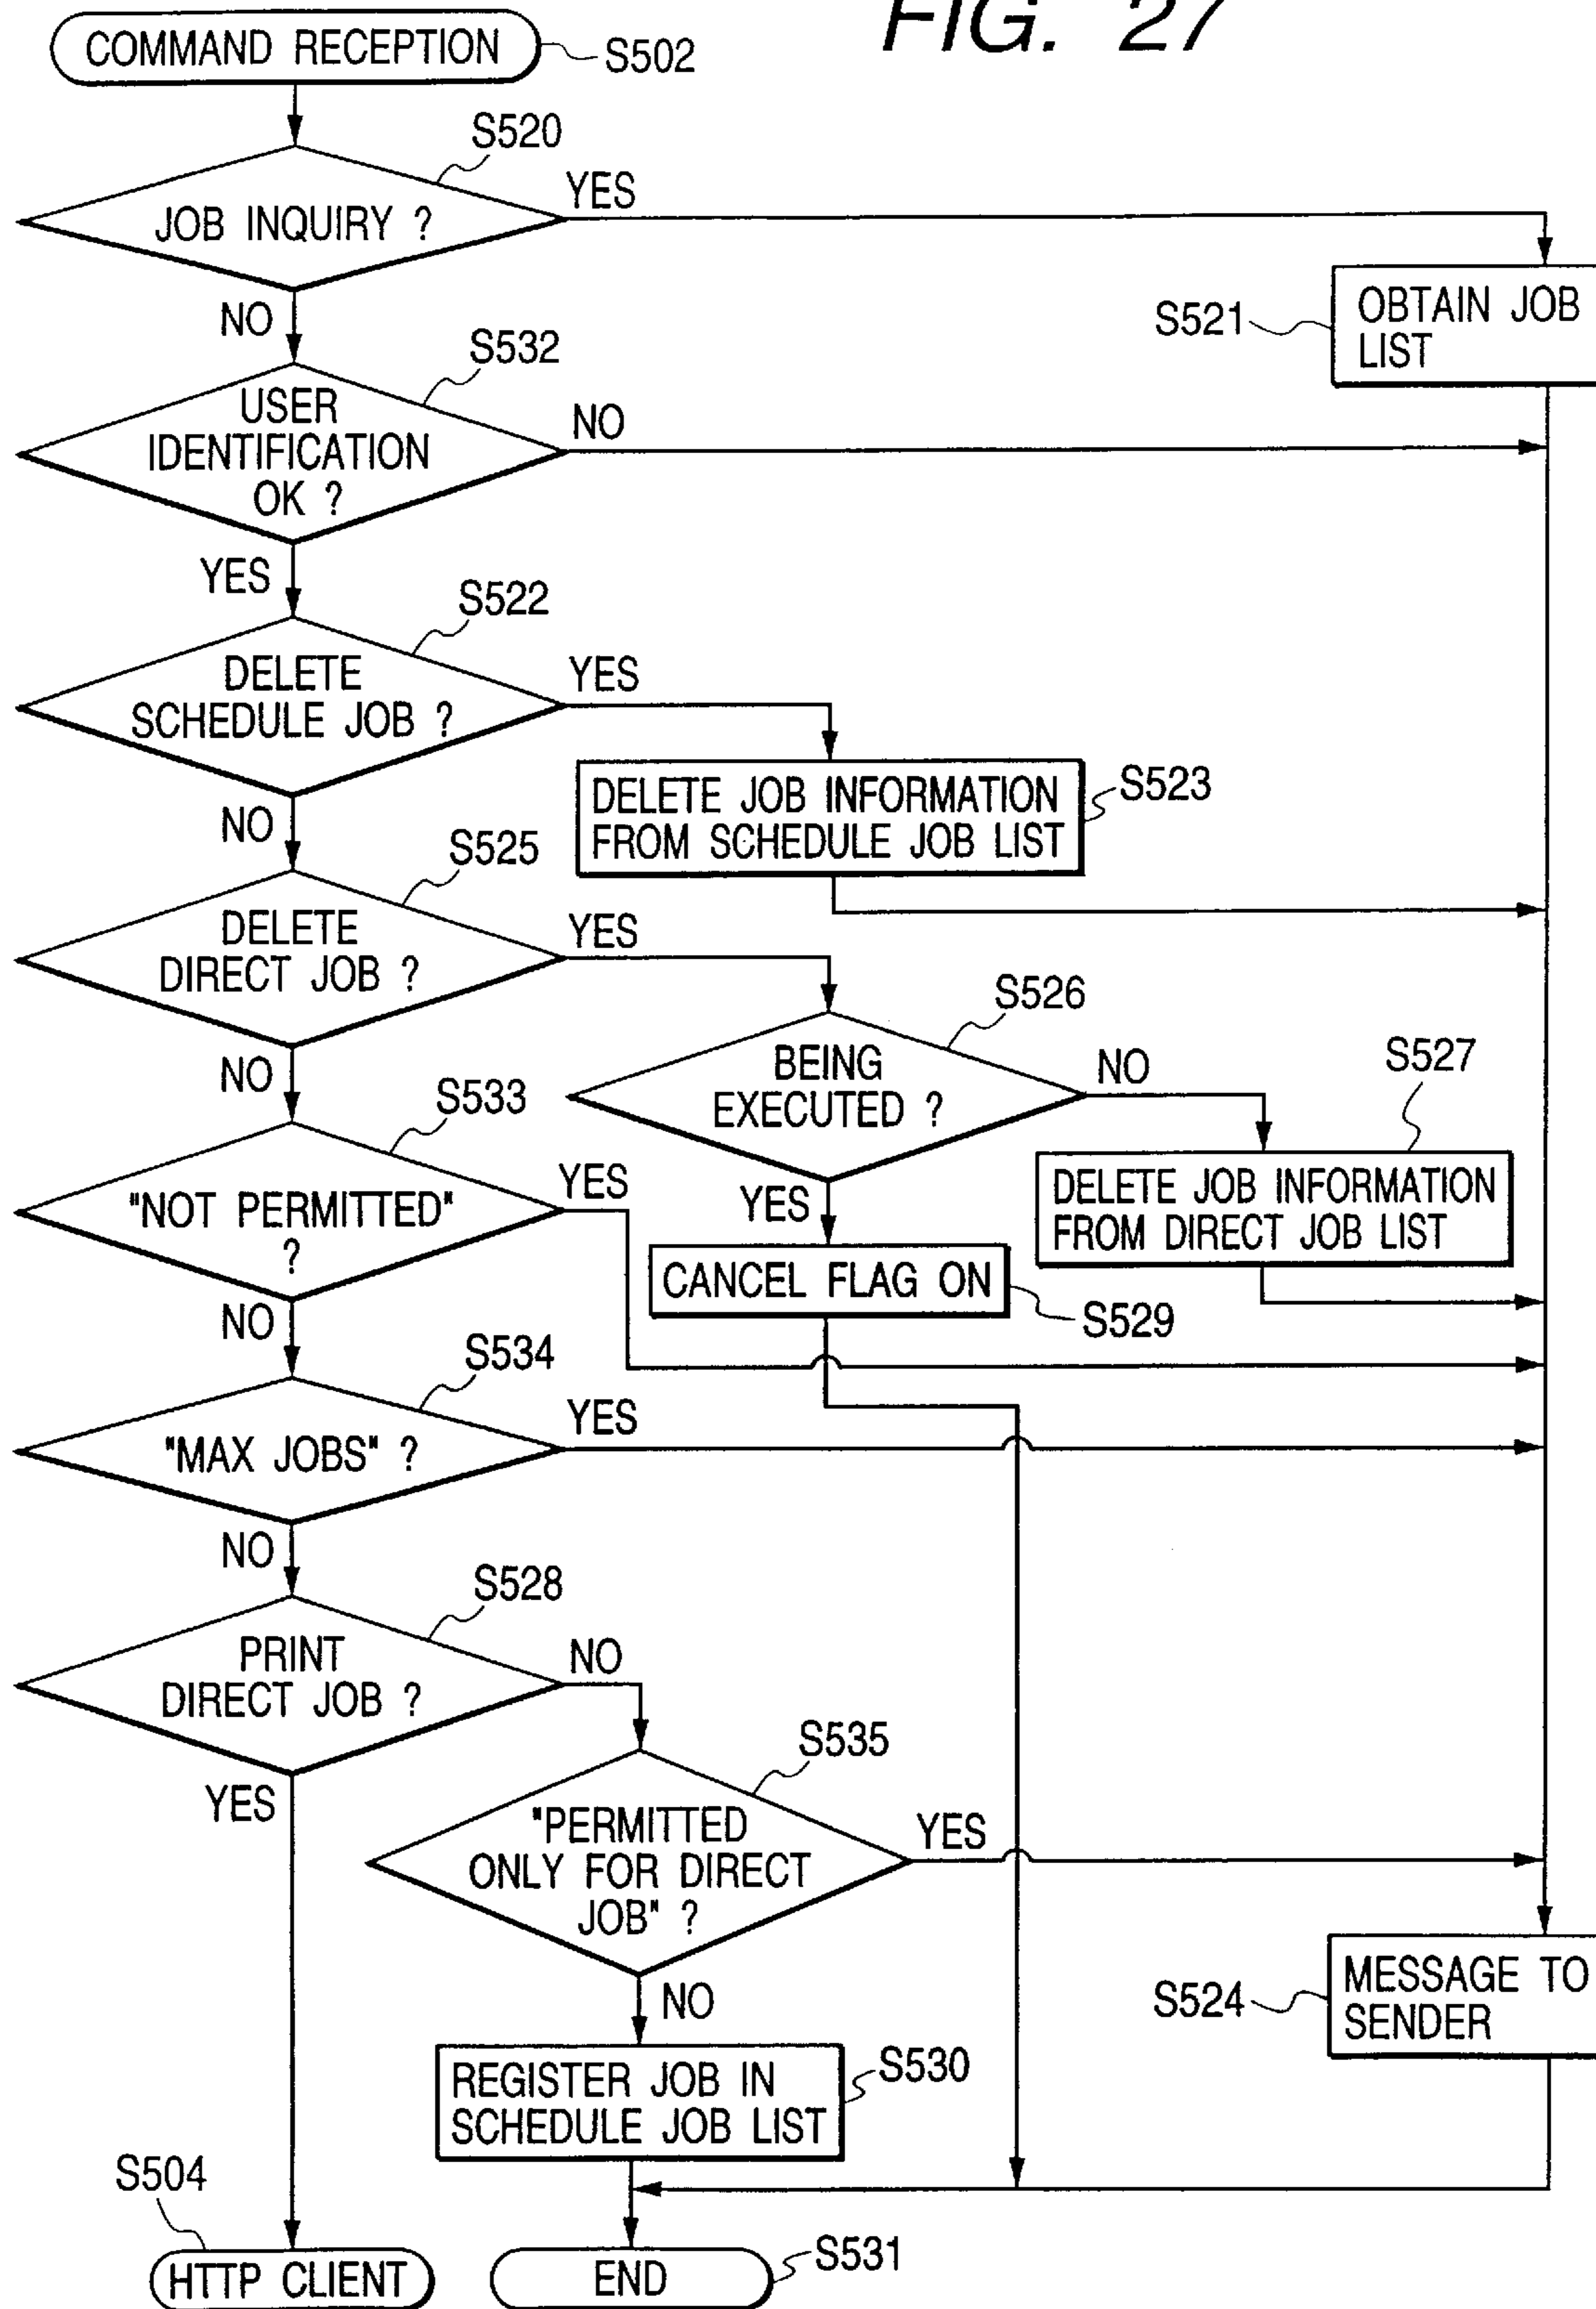 FIG. 27
COMMAND RECEPTION
S502
S520
JOB INQUIRY ?
YES
NO
S521
OBTAIN JOB
LIST
S532
USER
IDENTIFICATION
OK ?
NO
YES
S522
DELETE
SCHEDULE JOB ?
YES
NO
DELETE JOB INFORMATION
FROM SCHEDULE JOB LIST
S523
S525
DELETE
DIRECT JOB ?
YES
NO
S526
BEING
EXECUTED ?
NO
YES
S527
DELETE JOB INFORMATION
FROM DIRECT JOB LIST
CANCEL FLAG ON
S529
S533
"NOT PERMITTED"
?
YES
NO
S534
"MAX JOBS" ?
YES
NO
S528
PRINT
DIRECT JOB ?
NO
YES
S535
"PERMITTED
ONLY FOR DIRECT
JOB" ?
YES
NO
S524
MESSAGE TO
SENDER
REGISTER JOB IN
SCHEDULE JOB LIST
S530
S504
HTTP CLIENT
END
S531